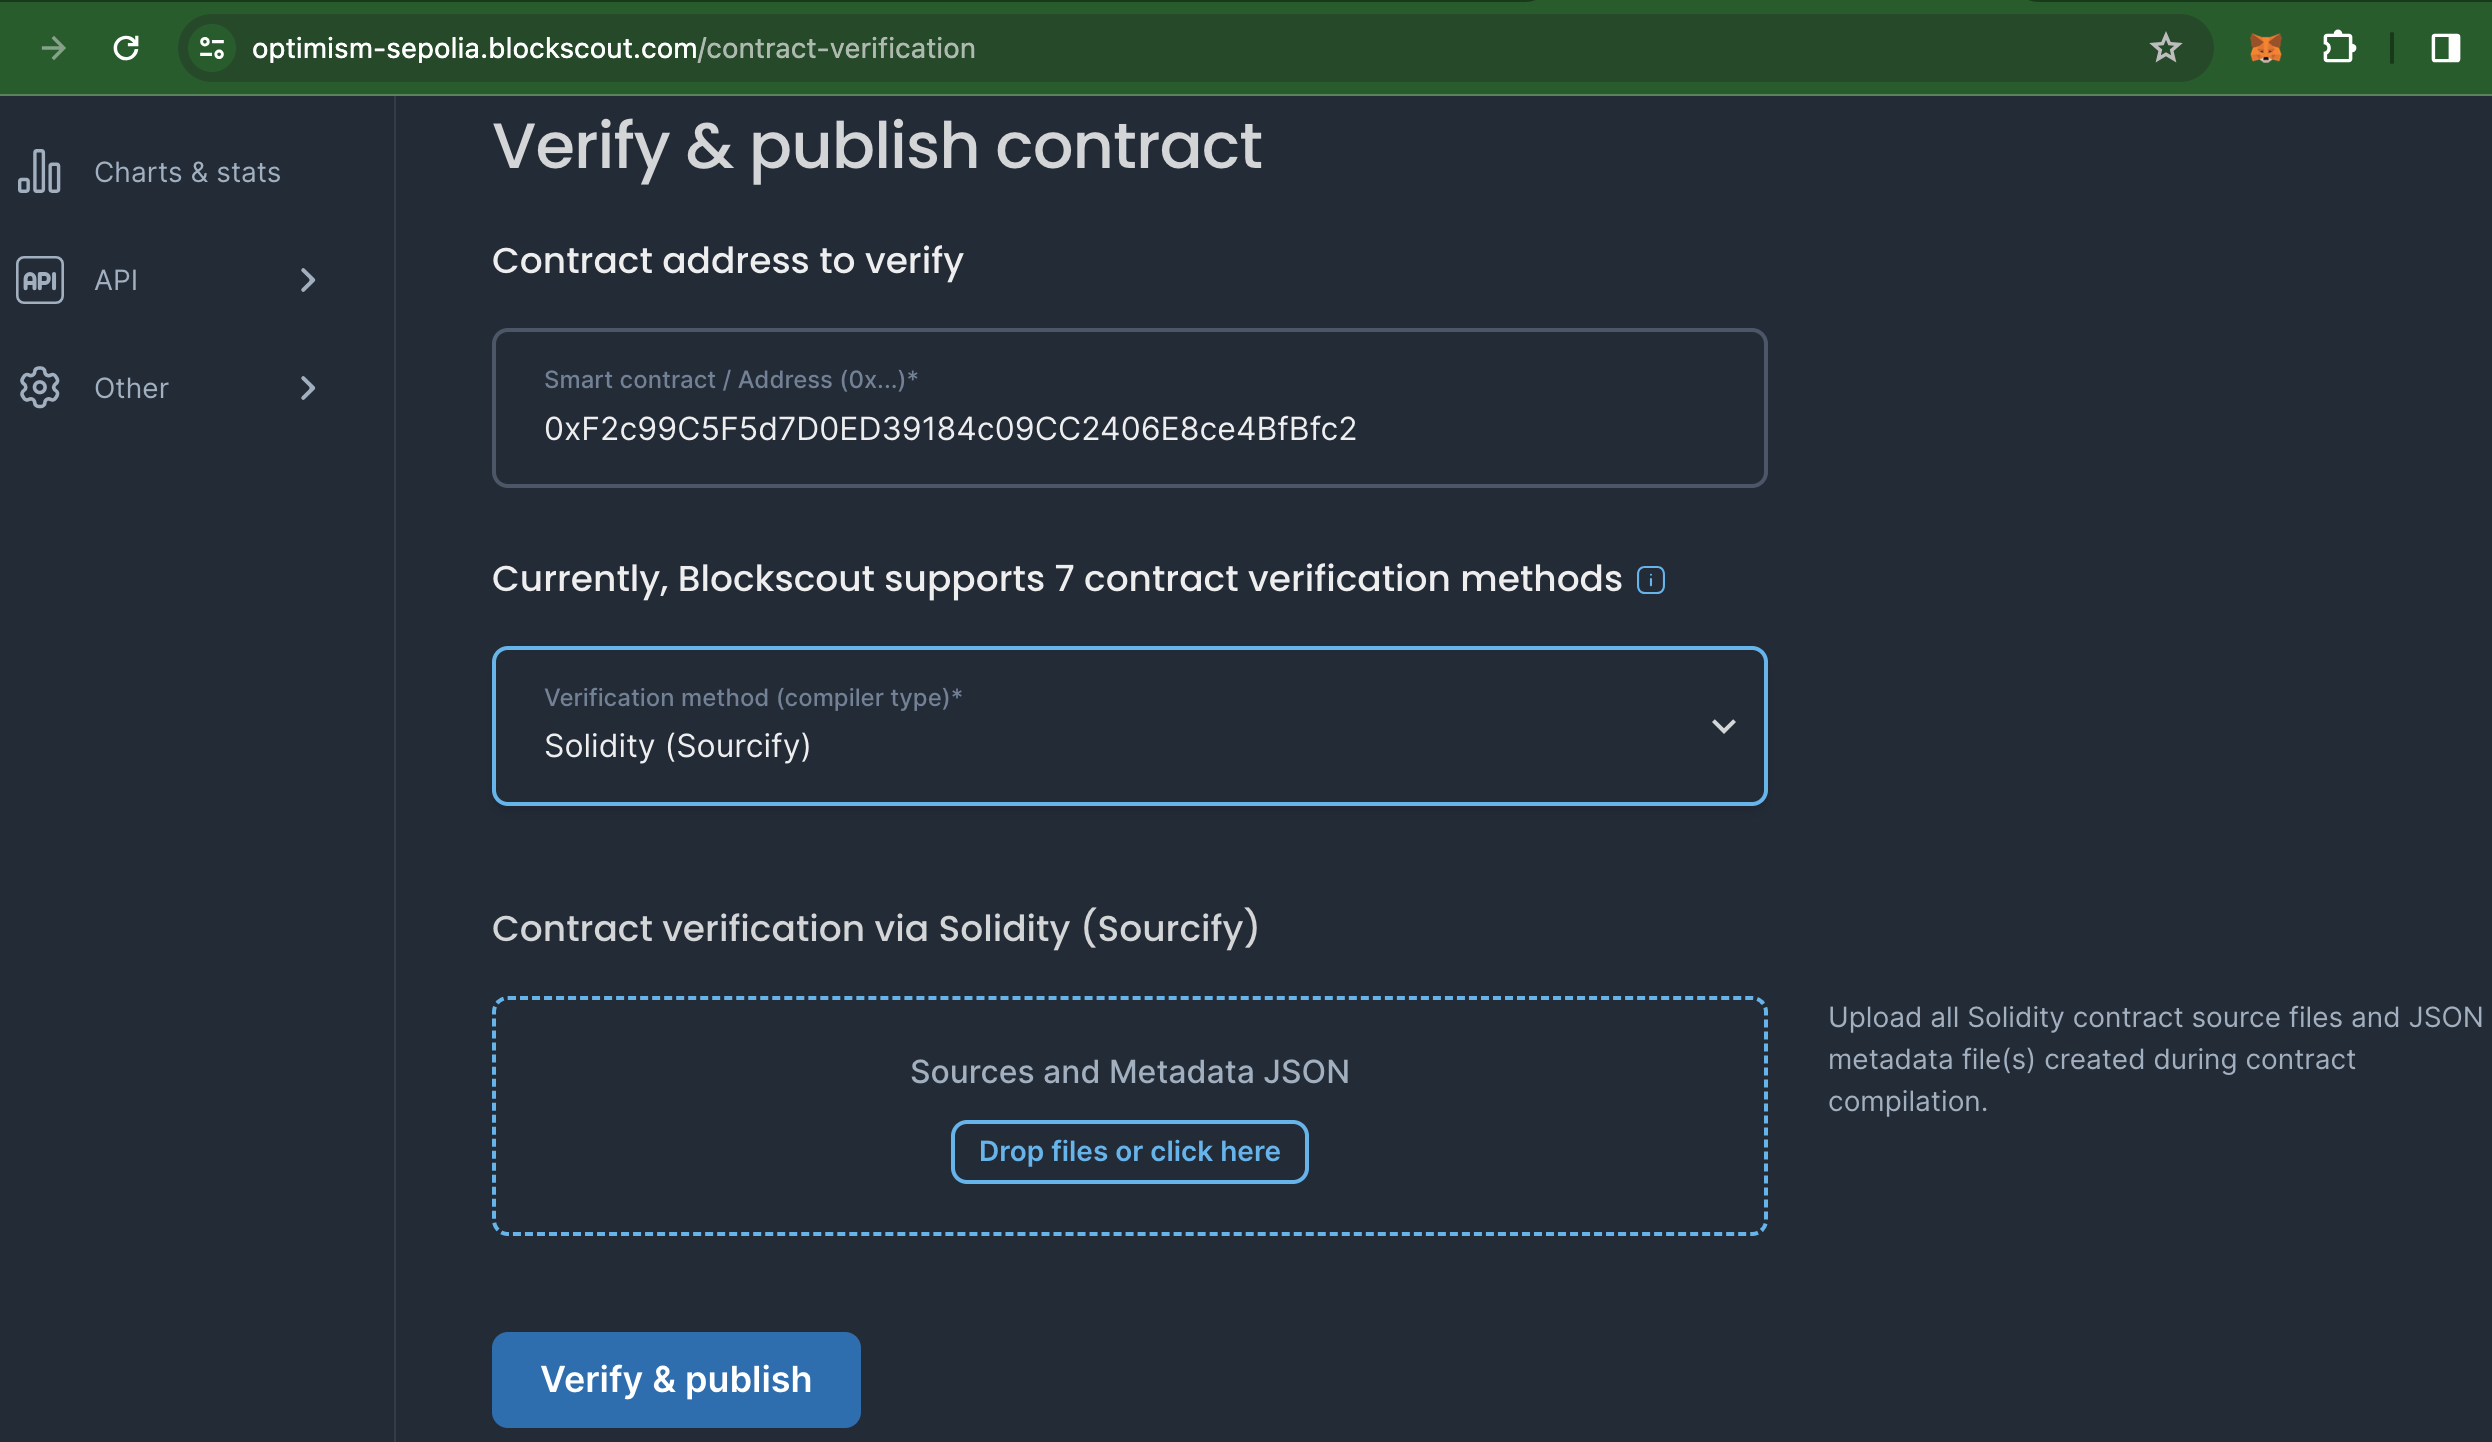 optimism-sepolia.blockscout.com/contract-verification
Charts & stats
API API
Other
Verify & publish contract
Contract address to verify
Smart contract / Address (0x...)*
0xF2c99C5F5d7D0ED39184c09CC2406E8ce4BfBfc2
Currently, Blockscout supports 7 contract verification methods
Verification method (compiler type)*
Solidity (Sourcify)
Contract verification via Solidity (Sourcify)
Sources and Metadata JSON
Drop files or click here
Upload all Solidity contract source files and JSON
metadata file(s) created during contract
compilation.
Verify & publish